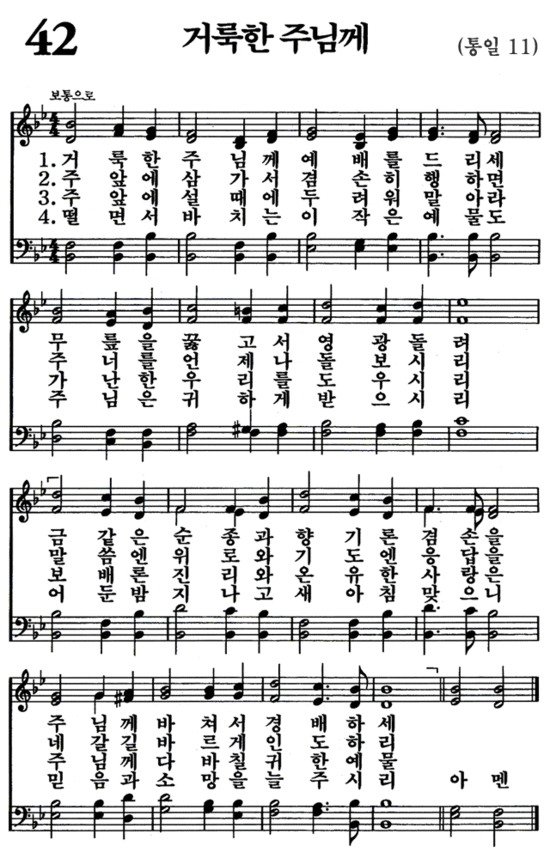 42 거룩한 주님께 (통일 11)
보통으로
1. 거 룩 한 주 님 께 예 배 를 드 리 세
2. 주 앞 에 삼 가 서 겸 손 히 행 하 면
3. 주 앞 에 설 때 에 두 려 워 말 아 라
4. 떨 면 서 바 치 는 이 작 은 예 물 도
무 릎 을 꿇 고 서 영 광 돌 려
주 너 를 언 제 나 돌 보 시 리
가 난 한 우 리 를 도 우 시 리
주 님 은 귀 하 게 받 으 시 리
금 같 은 순 종 과 향 기 론 겸 손 을
말 씀 엔 위 로 와 기 도 엔 응 답 을
보 배 론 진 리 와 온 유 한 사 랑 은
어 둔 밤 지 나 고 새 아 침 맞 으 니
주 님 께 바 쳐 서 경 배 하 세
네 갈 길 바 르 게 인 도 하 리
님 께 다 칠 귀 한 예 물
믿 음 과 소 망 을 늘 주 시 리 아 멘